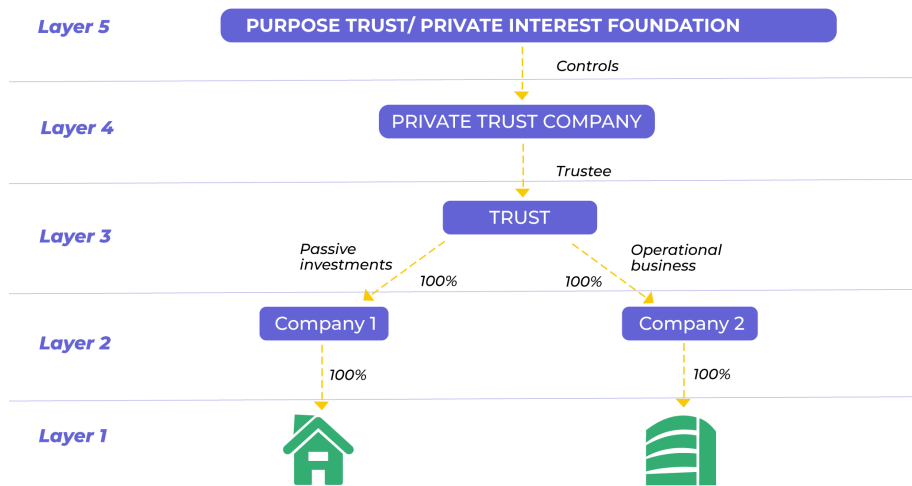 Layer 5
PURPOSE TRUST/ PRIVATE INTEREST FOUNDATION
Controls
Layer 4
PRIVATE TRUST COMPANY
Trustee
Layer 3
TRUST
Passive
investments
100%
Operational
business
100%
Layer 2
Company 1
Company 2
100%
100%
Layer 1